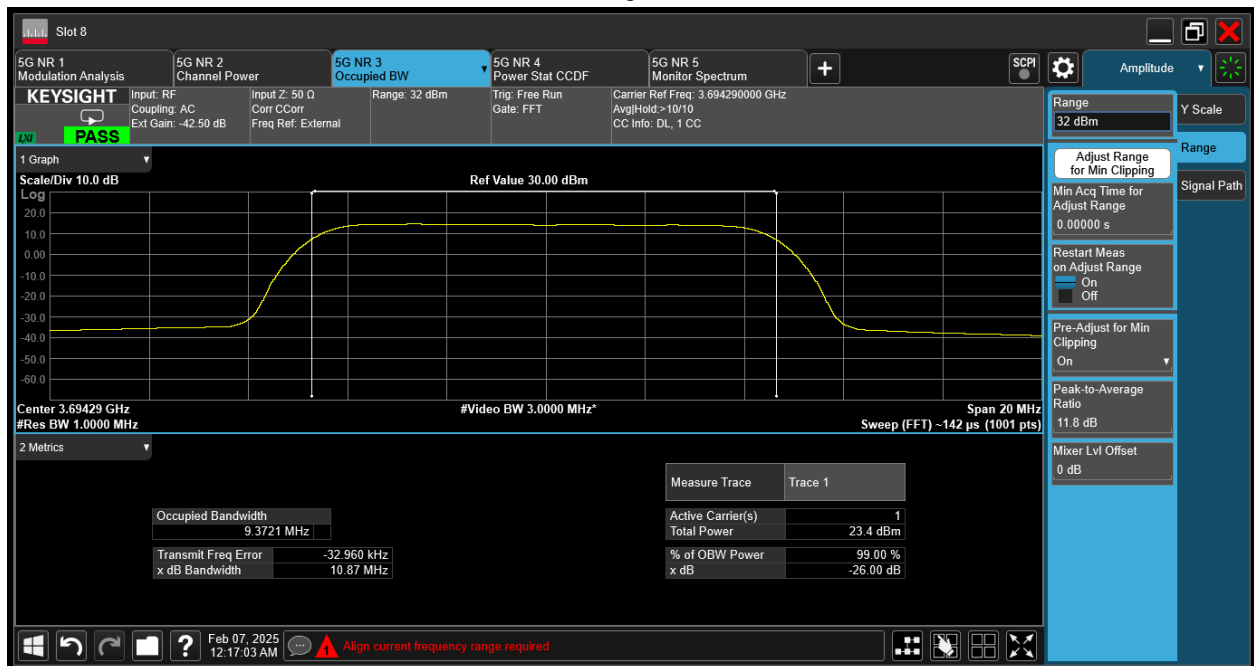 Slot 8
5G NR 1
Modulation Analysis
5G NR 2
Channel Power
5G NR 3
Occupied BW
5G NR 4
Power Stat CCDF
5G NR 5
Monitor Spectrum
SCPI
Amplitude
KEYSIGHT
LXI
PASS
Input: RF
Coupling: AC
Ext Gain: -42.50 dB
Input Z: 50 Ω
Corr CCorr
Freq Ref: External
Range: 32 dBm
Trig: Free Run
Gate: FFT
Carrier Ref Freq: 3.694290000 GHz
Avg|Hold:>10/10
CC Info: DL, 1 CC
1 Graph
Scale/Div 10.0 dB
Ref Value 30.00 dBm
Log
20.0
10.0
0.00
-10.0
-20.0
-30.0
-40.0
-50.0
-60.0
Center 3.69429 GHz
#Video BW 3.0000 MHz*
Span 20 MHz
#Res BW 1.0000 MHz
Sweep (FFT) ~142 µs (1001 pts)
2 Metrics
Measure Trace Trace 1
Occupied Bandwidth
9.3721 MHz
Active Carrier(s) 1
Total Power 23.4 dBm
Transmit Freq Error -32.960 kHz
x dB Bandwidth 10.87 MHz
% of OBW Power 99.00 %
x dB -26.00 dB
Range
32 dBm
Adjust Range
for Min Clipping
Min Acq Time for
Adjust Range
0.00000 s
Restart Meas
on Adjust Range
On
Off
Pre-Adjust for Min
Clipping
On
Peak-to-Average
Ratio
11.8 dB
Mixer Lvl Offset
0 dB
Y Scale
Range
Signal Path
?
Feb 07, 2025
12:17:03 AM
1
Align current frequency range required